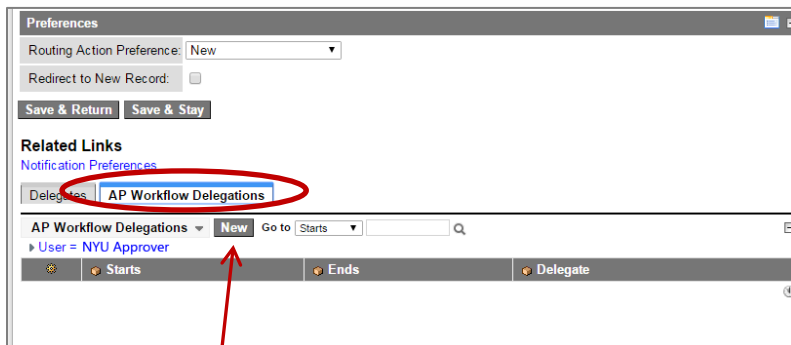 Preferences
Routing Action Preference: New
Redirect to New Record:
Save & Return Save & Stay
Related Links
Notification Preferences
Delegates AP Workflow Delegations
AP Workflow Delegations New Go to Starts
User = NYU Approver
Starts Ends Delegate